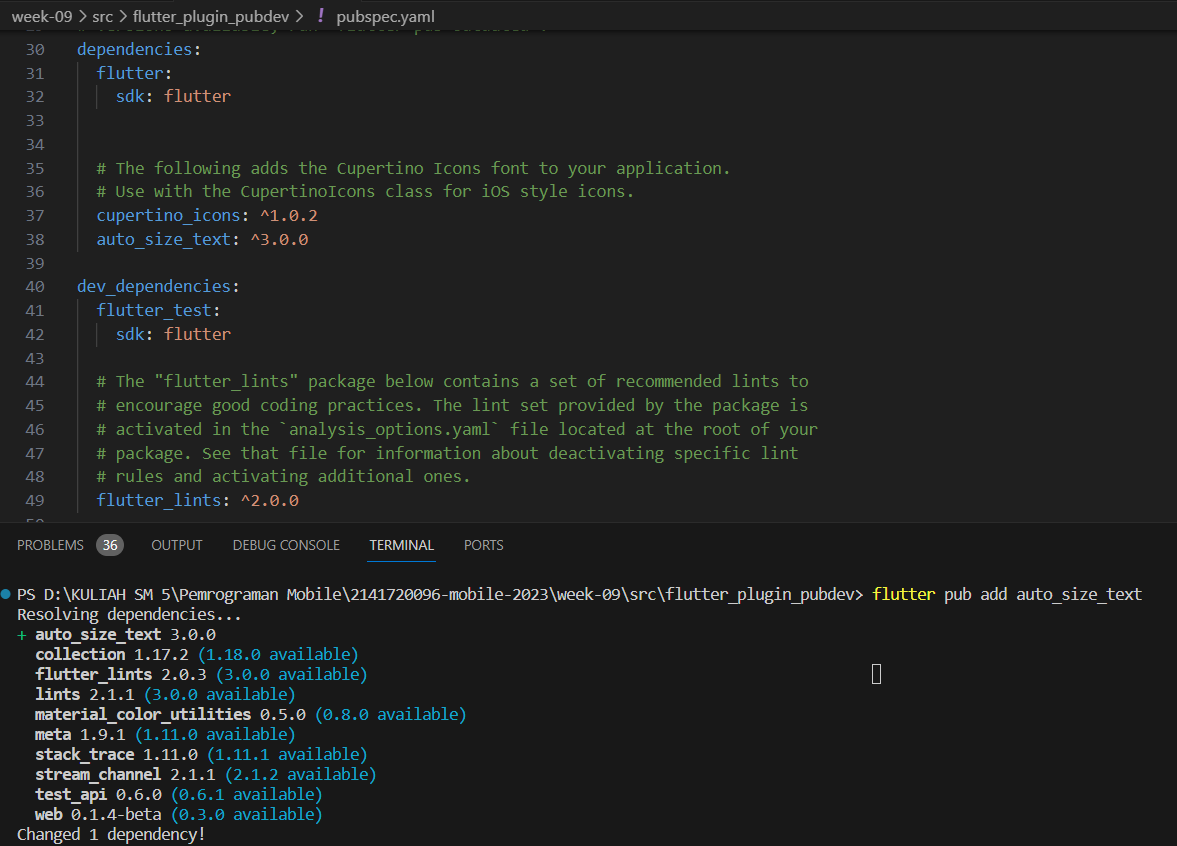 week-09 > src > flutter_plugin_pubdev > ! pubspec.yaml
30 dependencies:
31 flutter:
32 sdk: flutter
33
34
35 # The following adds the Cupertino Icons font to your application.
36 # Use with the CupertinoIcons class for iOS style icons.
37 cupertino_icons: ^1.0.2
38 auto_size_text: ^3.0.0
39
40 dev_dependencies:
41 flutter_test:
42 sdk: flutter
43
44 # The "flutter_lints" package below contains a set of recommended lints to
45 # encourage good coding practices. The lint set provided by the package is
46 # activated in the `analysis_options.yaml` file located at the root of your
47 # package. See that file for information about deactivating specific lint
48 # rules and activating additional ones.
49 flutter_lints: ^2.0.0
PROBLEMS 36 OUTPUT DEBUG CONSOLE TERMINAL PORTS
PS D:\KULIAH SM 5\Pemrograman Mobile\2141720096-mobile-2023\week-09\src\flutter_plugin_pubdev> flutter pub add auto_size_text
Resolving dependencies...
+ auto_size_text 3.0.0
collection 1.17.2 (1.18.0 available)
flutter_lints 2.0.3 (3.0.0 available)
lints 2.1.1 (3.0.0 available)
material_color_utilities 0.5.0 (0.8.0 available)
meta 1.9.1 (1.11.0 available)
stack_trace 1.11.0 (1.11.1 available)
stream_channel 2.1.1 (2.1.2 available)
test_api 0.6.0 (0.6.1 available)
web 0.1.4-beta (0.3.0 available)
Changed 1 dependency!